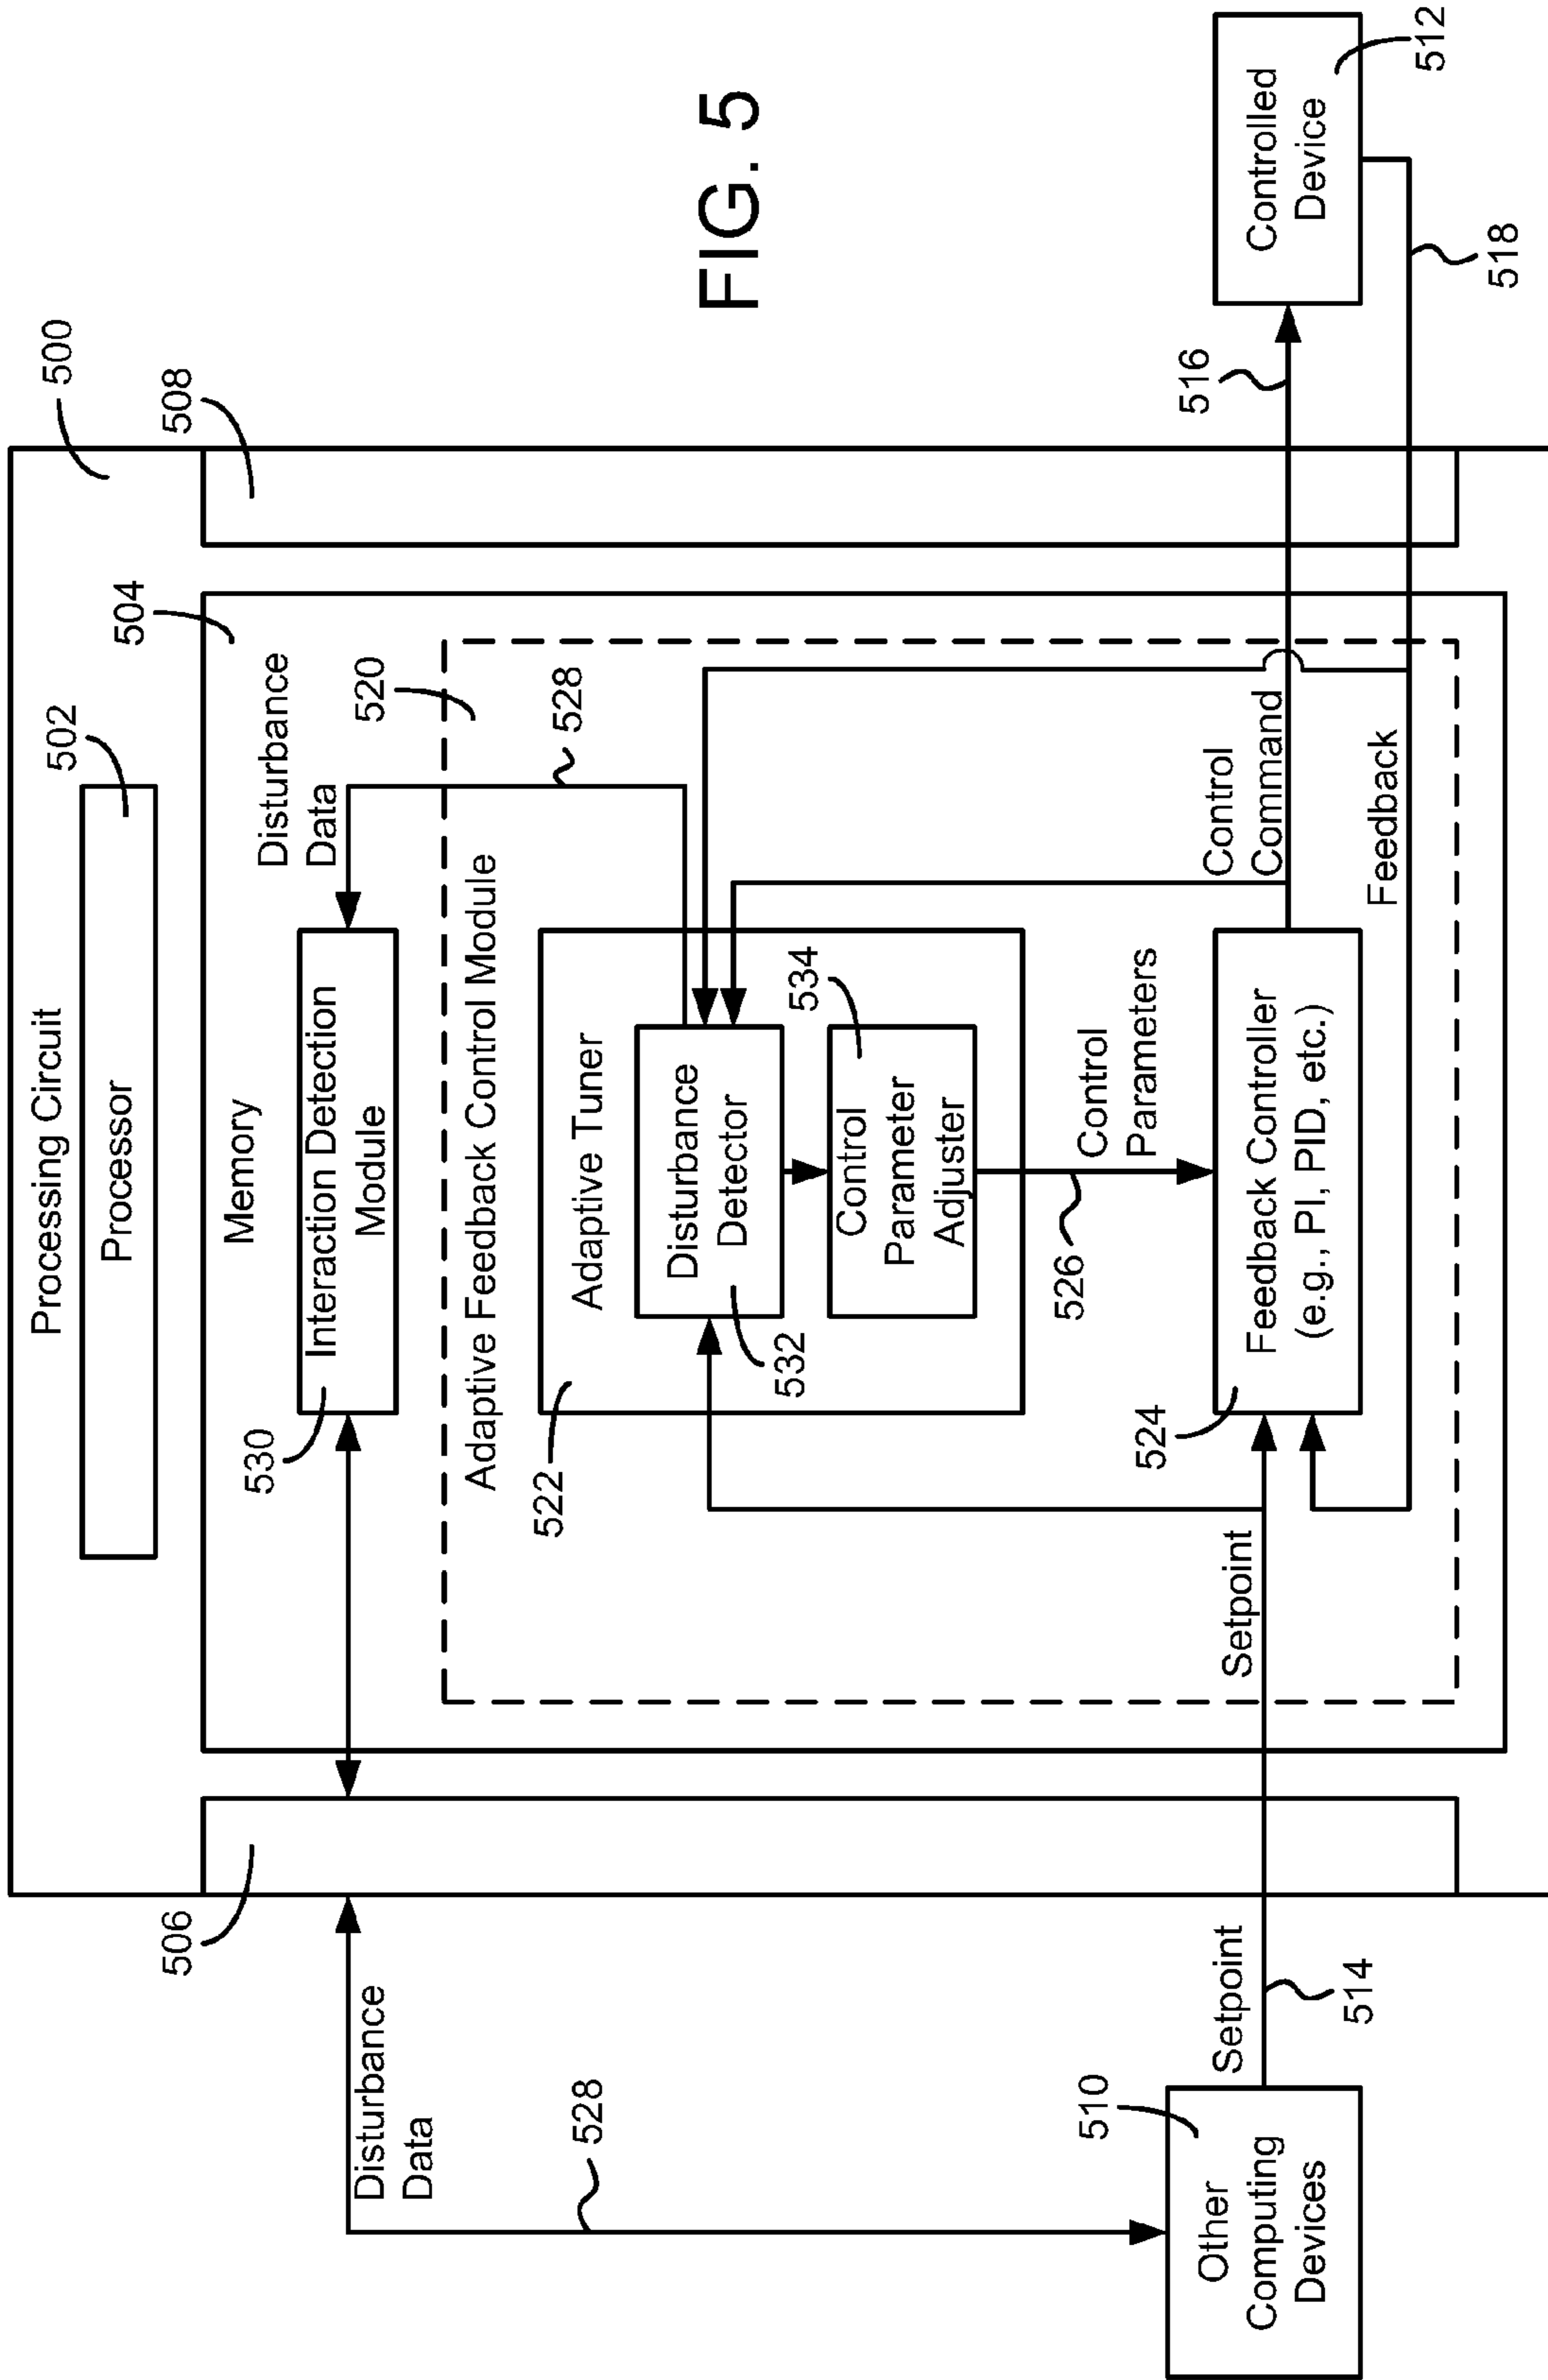 Processing Circuit
500
Processor
502
508
504
Memory
Disturbance
Data
Interaction Detection
Module
530
520
528
Adaptive Feedback Control Module
Adaptive Tuner
522
Disturbance
Detector
532
534
Control
Parameter
Adjuster
Control
Parameters
526
Feedback Controller
(e.g., PI, PID, etc.)
524
Control
Command
Feedback
Setpoint
506
Disturbance
Data
528
Setpoint
514
510
Other
Computing
Devices
516
Controlled
Device
512
518
FIG. 5